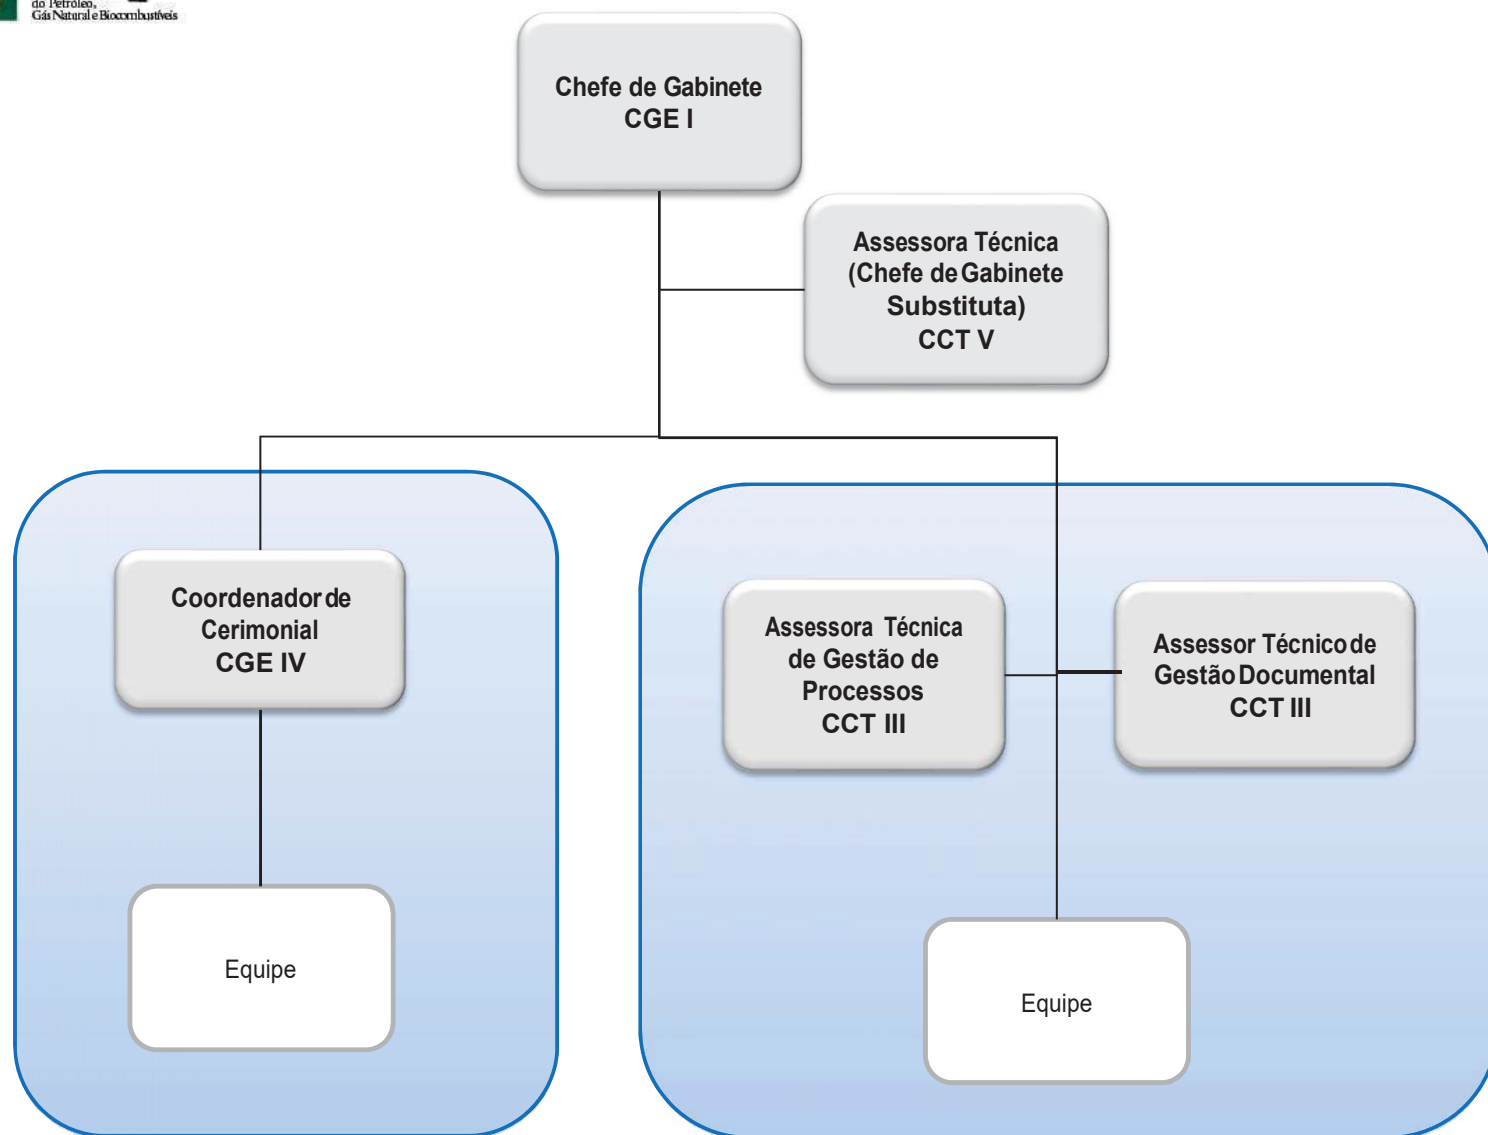 do Petróleo,
Gás Natural e Biocombustíveis
Chefe de Gabinete
CGE I
Assessora Técnica
(Chefe de Gabinete
Substituta)
CCT V
Coordenador de
Cerimonial
CGE IV
Assessora Técnica
de Gestão de
Processos
CCT III
Assessor Técnico de
Gestão Documental
CCT III
Equipe
Equipe